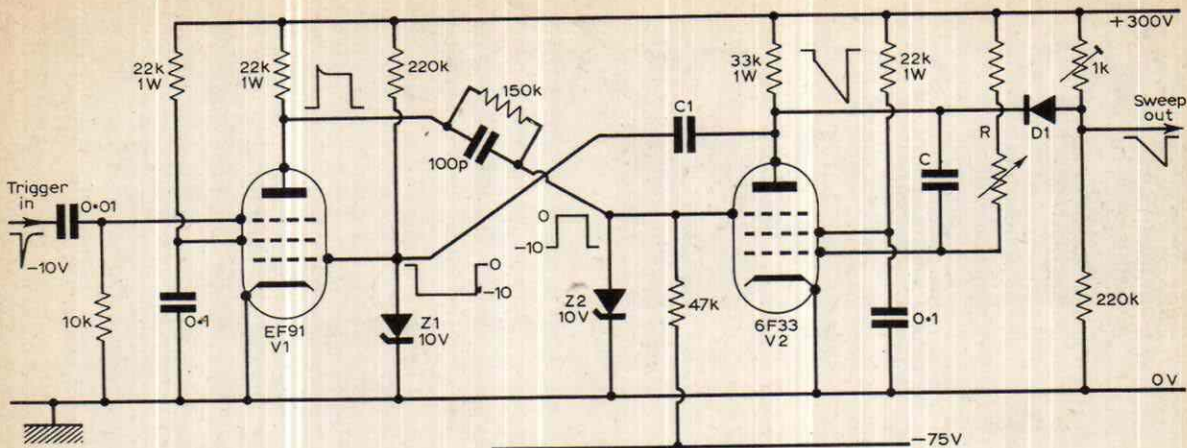 +300V
22k
1W
22k
1W
220k
150k
100p
C1
33k
1W
22k
1W
R
C
D1
1k
Sweep
out
Trigger
in
0·01
−10V
10k
0·1
EF91
V1
0
−10
Z1
10V
0
−10
Z2
10V
47k
6F33
V2
0·1
220k
0V
−75V